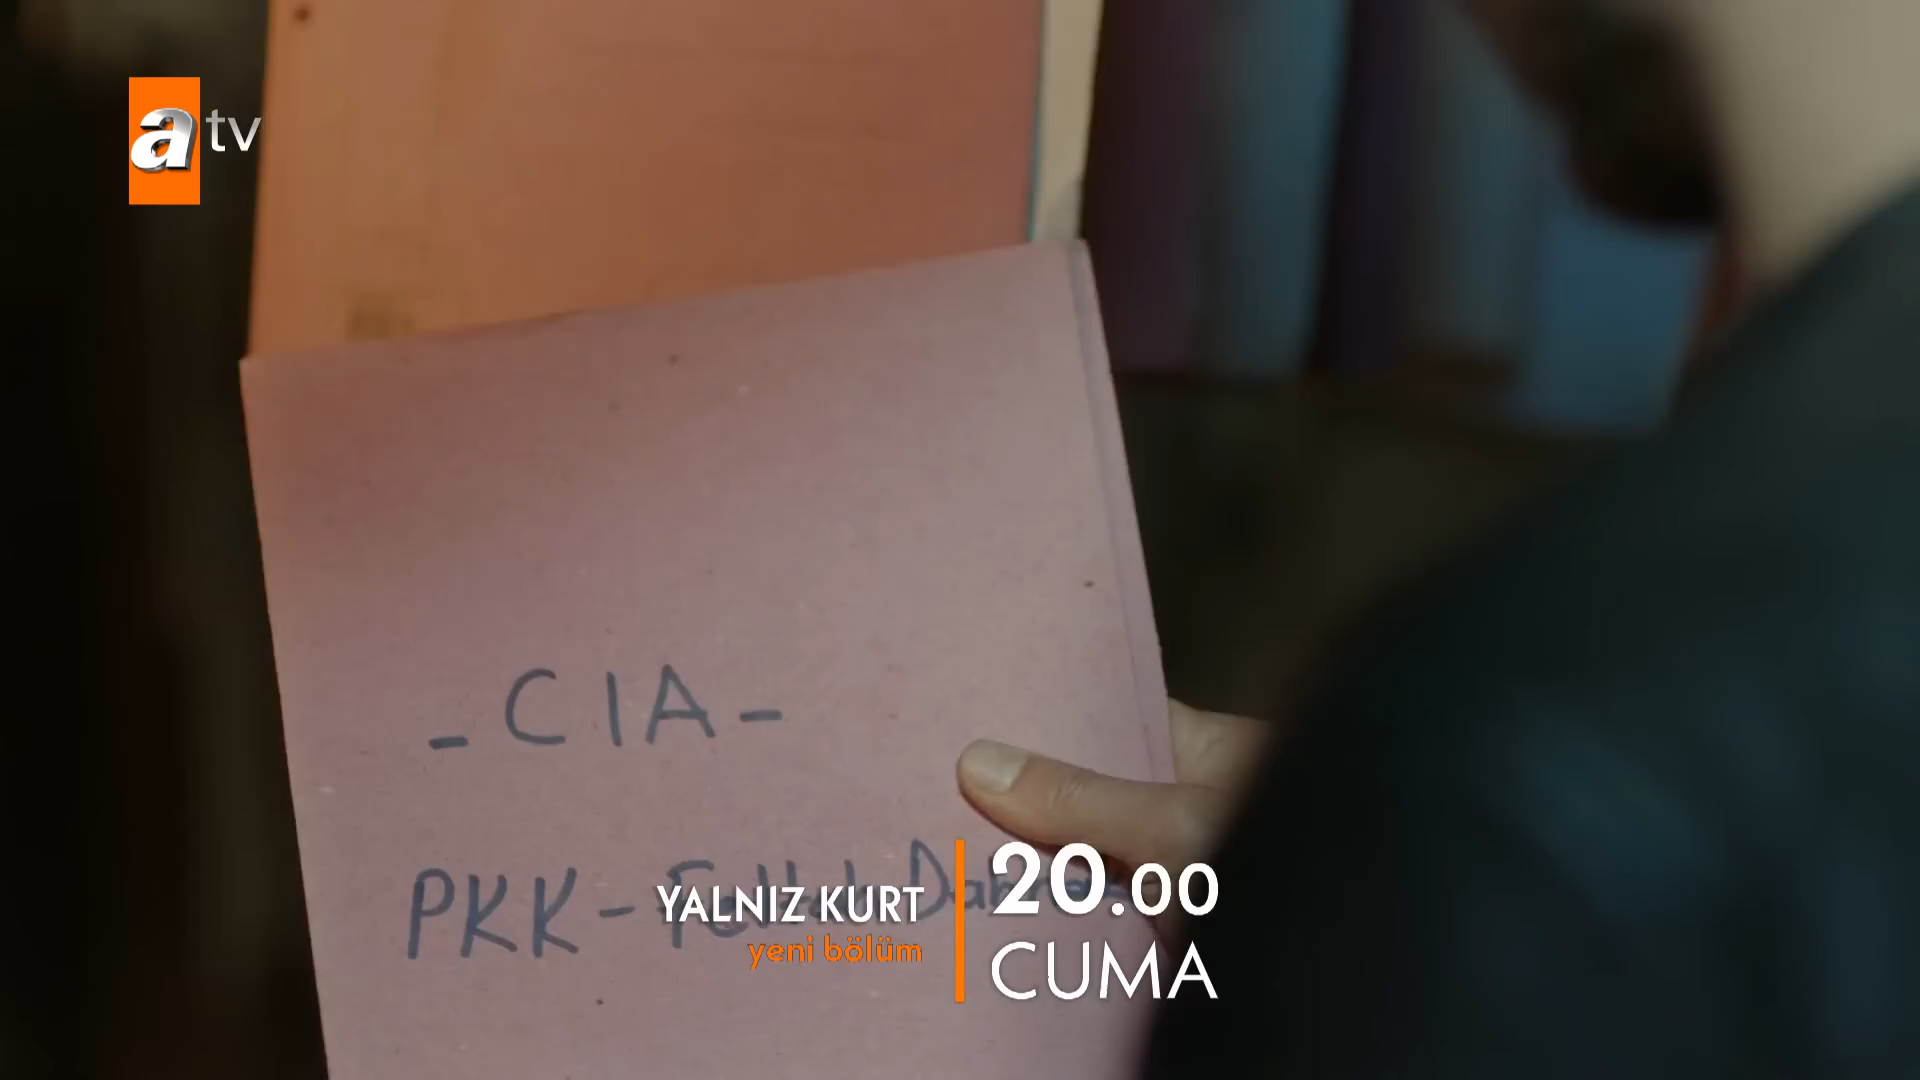 atv
-CIA-
PKK-
YALNIZ KURT
yeni bölüm
20.00
CUMA